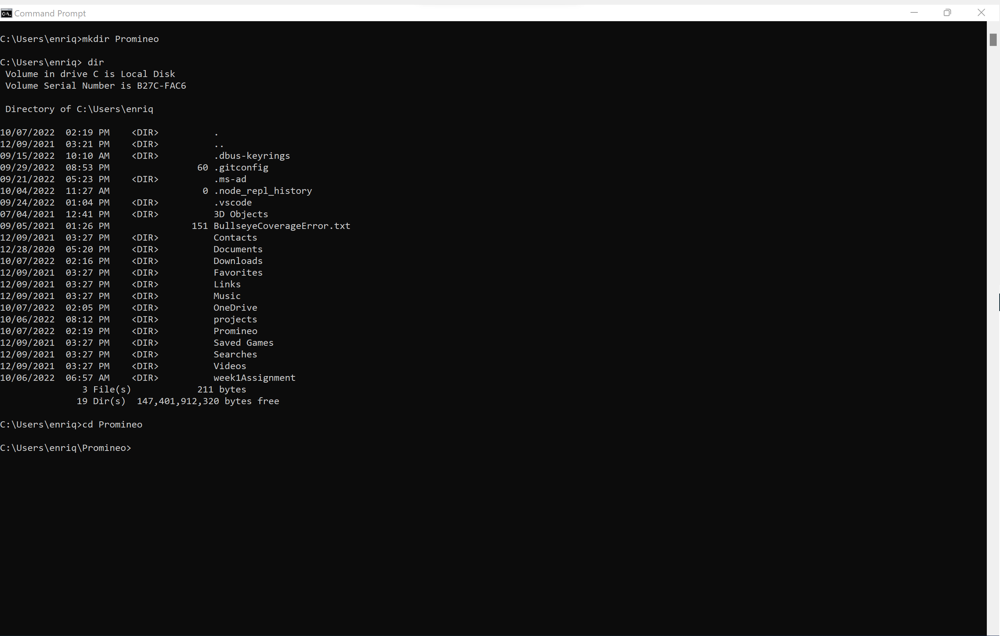 Command Prompt
C:\Users\enriq>mkdir Promineo
C:\Users\enriq> dir
 Volume in drive C is Local Disk
 Volume Serial Number is B27C-FAC6
 Directory of C:\Users\enriq
10/07/2022  02:19 PM    <DIR>          .
12/09/2021  03:21 PM    <DIR>          ..
09/15/2022  10:10 AM    <DIR>          .dbus-keyrings
09/29/2022  08:53 PM                60 .gitconfig
09/21/2022  05:23 PM    <DIR>          .ms-ad
10/04/2022  11:27 AM                 0 .node_repl_history
09/24/2022  01:04 PM    <DIR>          .vscode
07/04/2021  12:41 PM    <DIR>          3D Objects
09/05/2021  01:26 PM               151 BullseyeCoverageError.txt
12/09/2021  03:27 PM    <DIR>          Contacts
12/28/2020  05:20 PM    <DIR>          Documents
10/07/2022  02:16 PM    <DIR>          Downloads
12/09/2021  03:27 PM    <DIR>          Favorites
12/09/2021  03:27 PM    <DIR>          Links
12/09/2021  03:27 PM    <DIR>          Music
10/07/2022  02:05 PM    <DIR>          OneDrive
10/06/2022  08:12 PM    <DIR>          projects
10/07/2022  02:19 PM    <DIR>          Promineo
12/09/2021  03:27 PM    <DIR>          Saved Games
12/09/2021  03:27 PM    <DIR>          Searches
12/09/2021  03:27 PM    <DIR>          Videos
10/06/2022  06:57 AM    <DIR>          week1Assignment
               3 File(s)            211 bytes
              19 Dir(s)  147,401,912,320 bytes free
C:\Users\enriq>cd Promineo
C:\Users\enriq\Promineo>